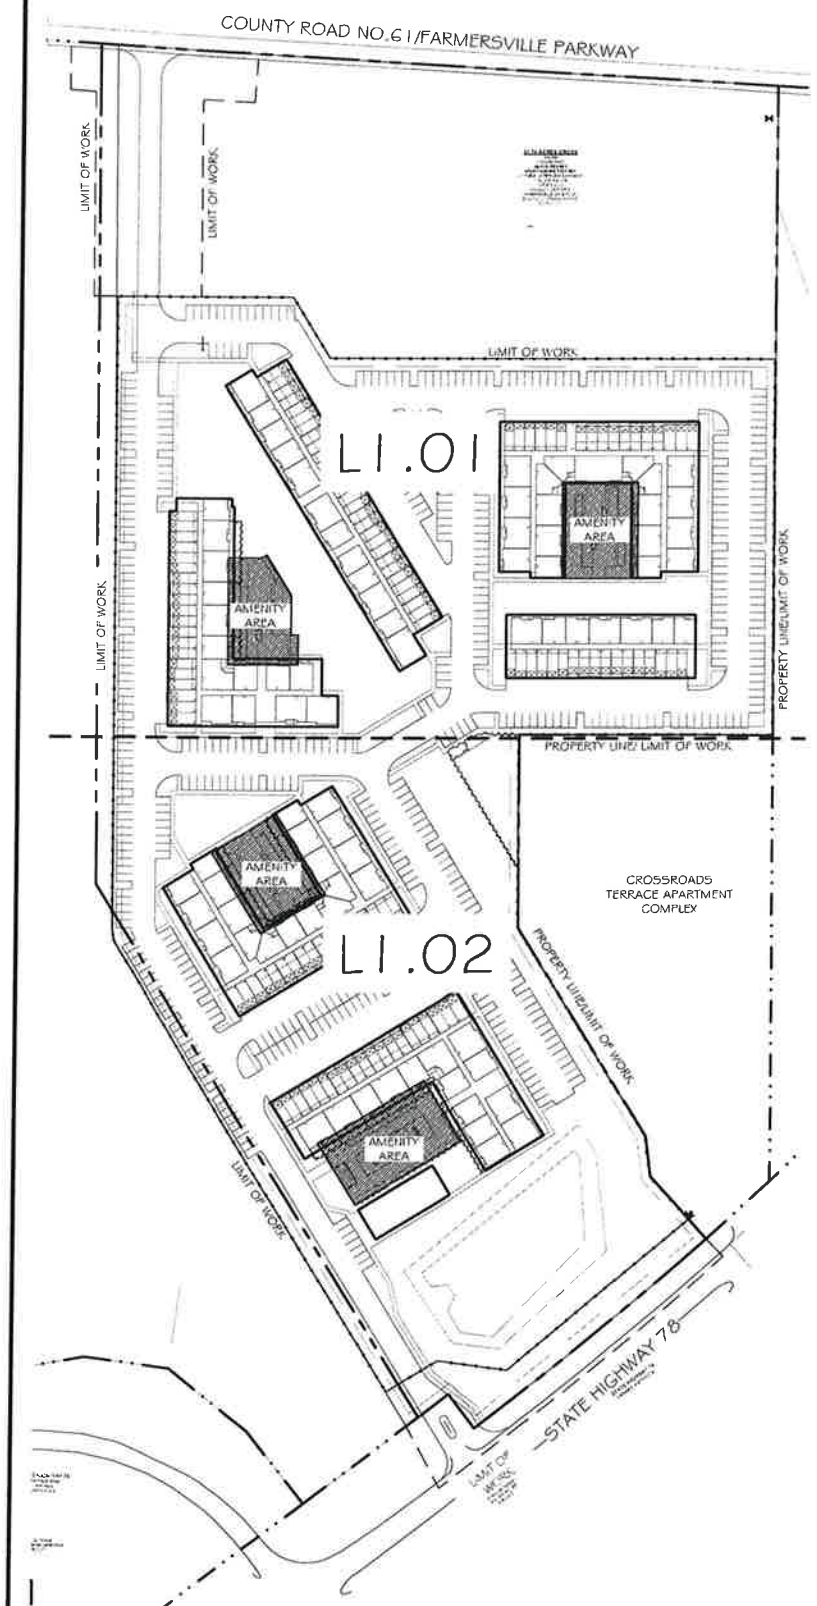 COUNTY ROAD NO.61/FARMERSVILLE PARKWAY
LIMIT OF WORK
LIMIT OF WORK
LIMIT OF WORK
L1.01
AMENITY
AREA
AMENITY
AREA
LIMIT OF WORK
PROPERTY LINE/LIMIT OF WORK
PROPERTY LINE/ LIMIT OF WORK
AMENITY
AREA
CROSSROADS
TERRACE APARTMENT
COMPLEX
L1.02
PROPERTY LINE/LIMIT OF WORK
AMENITY
AREA
LIMIT OF WORK
STATE HIGHWAY 78
LIMIT OF
WORK